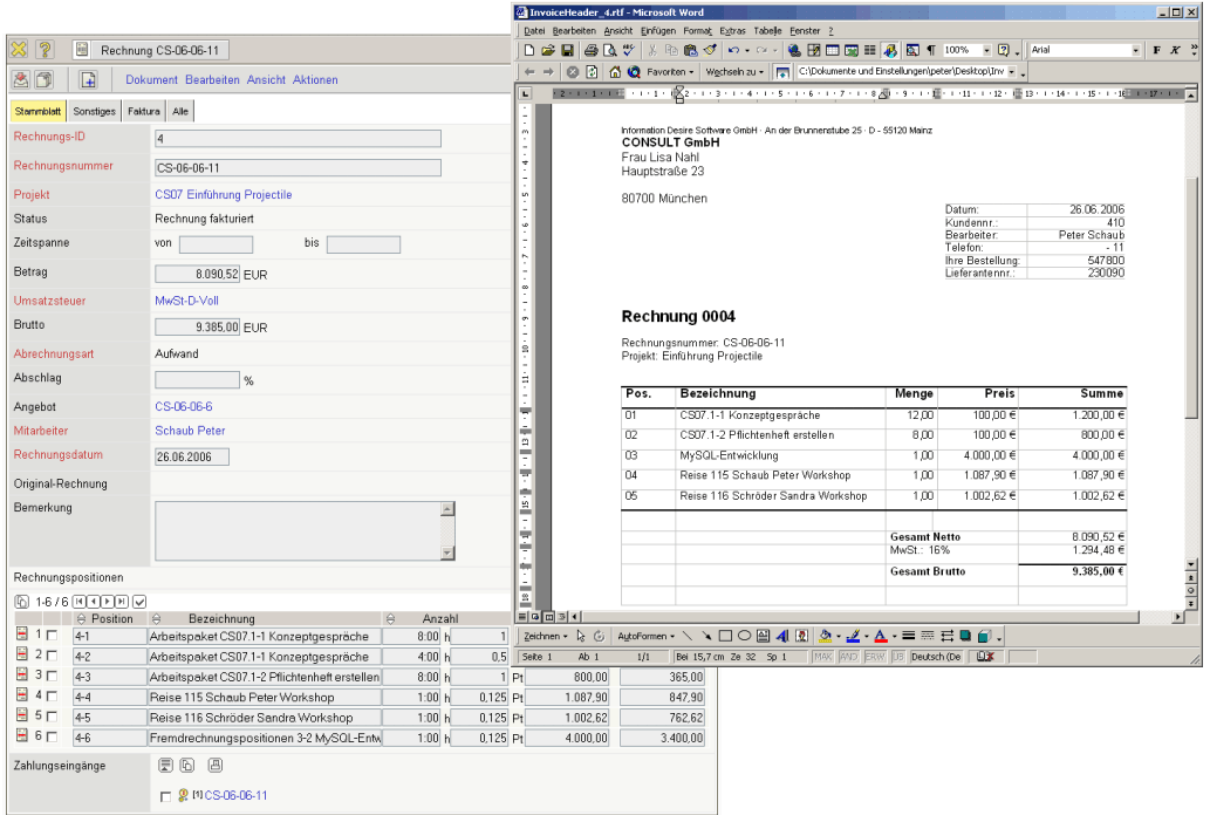 Rechnung CS-06-06-11
Dokument Bearbeiten Ansicht Aktionen
Stammblatt Sonstiges Faktura Alle
Rechnungs-ID 4
Rechnungsnummer CS-06-06-11
Projekt CS07 Einführung Projectile
Status Rechnung fakturiert
Zeitspanne von bis
Betrag 8.090,52 EUR
Umsatzsteuer MwSt-D-Voll
Brutto 9.385,00 EUR
Abrechnungsart Aufwand
Abschlag %
Angebot CS-06-06-6
Mitarbeiter Schaub Peter
Rechnungsdatum 26.06.2006
Original-Rechnung
Bemerkung
Rechnungspositionen
1-6 / 6
Position Bezeichnung Anzahl
1 4-1 Arbeitspaket CS07.1-1 Konzeptgespräche 8:00 h 1
2 4-2 Arbeitspaket CS07.1-1 Konzeptgespräche 4:00 h 0.5
3 4-3 Arbeitspaket CS07.1-2 Pflichtenheft erstellen 8:00 h 1 Pt 800,00 365,00
4 4-4 Reise 115 Schaub Peter Workshop 1:00 h 0,125 Pt 1.087,90 847,90
5 4-5 Reise 116 Schröder Sandra Workshop 1:00 h 0,125 Pt 1.002,62 762,62
6 4-6 Fremdrechnungspositionen 3-2 MySQL-Entw 1:00 h 0,125 Pt 4.000,00 3.400,00
Zahlungseingänge
[1] CS-06-06-11
InvoiceHeader_4.rtf - Microsoft Word
Datei Bearbeiten Ansicht Einfügen Format Extras Tabelle Fenster ?
100% Arial F K
Favoriten Wechseln zu C:\Dokumente und Einstellungen\peter\Desktop\Inv
Information Desire Software GmbH · An der Brunnenstube 25 · D - 55120 Mainz
CONSULT GmbH
Frau Lisa Nahl
Hauptstraße 23
80700 München
Datum: 26.06.2006
Kundennr.: 410
Bearbeiter: Peter Schaub
Telefon: - 11
Ihre Bestellung: 547800
Lieferantennr.: 230090
Rechnung 0004
Rechnungsnummer: CS-06-06-11
Projekt: Einführung Projectile
Pos. Bezeichnung Menge Preis Summe
01 CS07.1-1 Konzeptgespräche 12,00 100,00 € 1.200,00 €
02 CS07.1-2 Pflichtenheft erstellen 8,00 100,00 € 800,00 €
03 MySQL-Entwicklung 1,00 4.000,00 € 4.000,00 €
04 Reise 115 Schaub Peter Workshop 1,00 1.087,90 € 1.087,90 €
05 Reise 116 Schröder Sandra Workshop 1,00 1.002,62 € 1.002,62 €
Gesamt Netto 8.090,52 €
MwSt.: 16% 1.294,48 €
Gesamt Brutto 9.385,00 €
Zeichnen AutoFormen
Seite 1 Ab 1 1/1 Bei 15,7 cm Ze 32 Sp 1 MAK ÄND ERW ÜB Deutsch (De